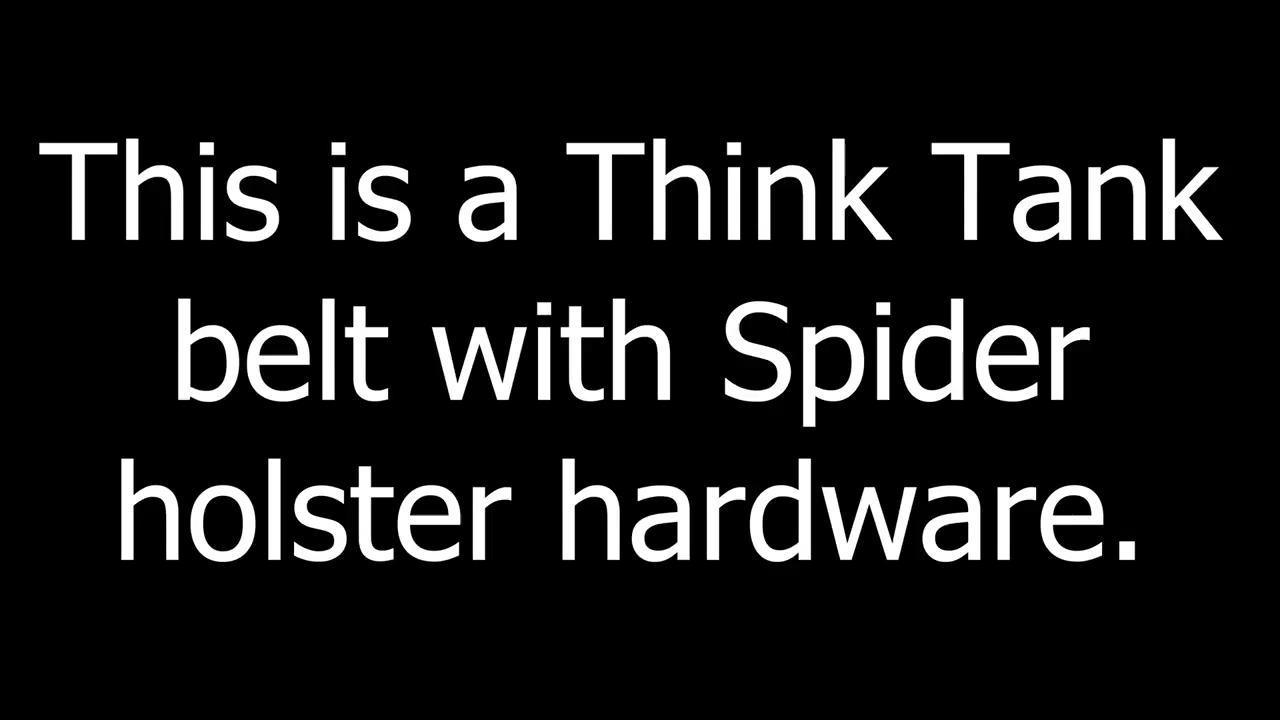 This is a Think Tank
belt with Spider
holster hardware.